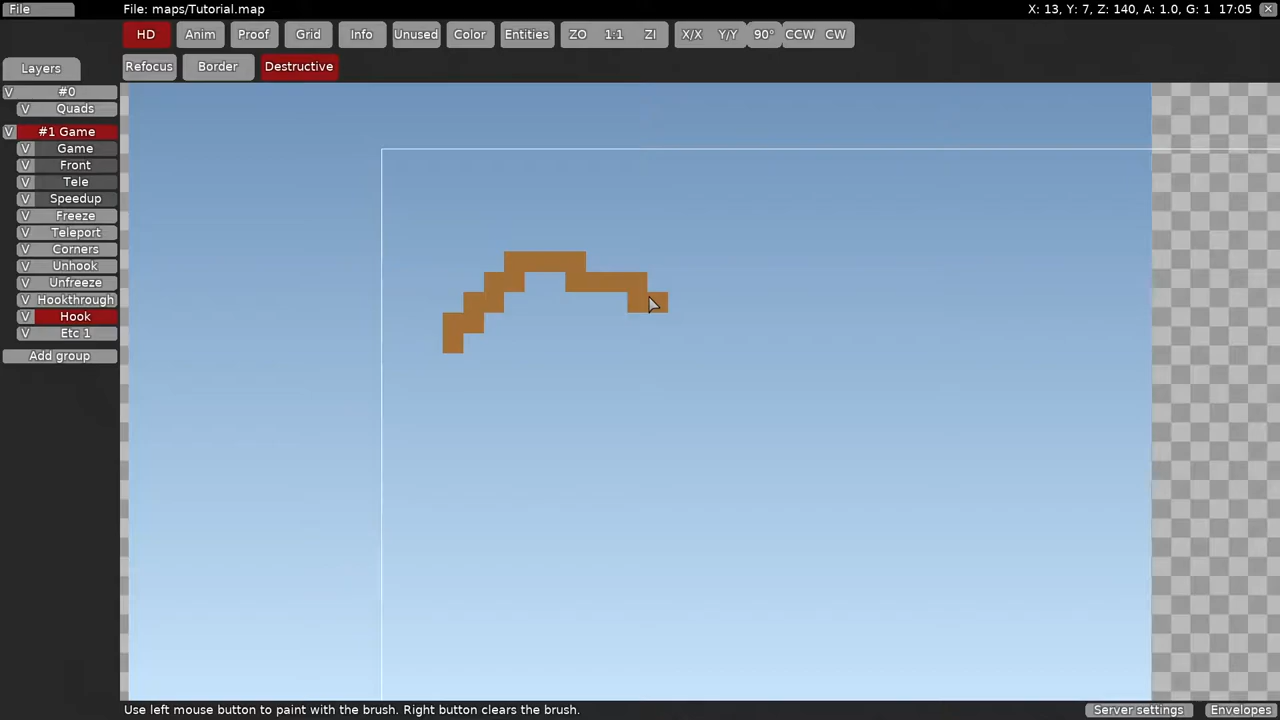 File File: maps/Tutorial.map X: 13, Y: 7, Z: 140, A: 1.0, G: 1 17:05 ×
HD Anim Proof Grid Info Unused Color Entities ZO 1:1 ZI X/X Y/Y 90° CCW CW
Layers Refocus Border Destructive
V #0
V Quads
V #1 Game
V Game
V Front
V Tele
V Speedup
V Freeze
V Teleport
V Corners
V Unhook
V Unfreeze
V Hookthrough
V Hook
V Etc 1
Add group
Use left mouse button to paint with the brush. Right button clears the brush. Server settings Envelopes